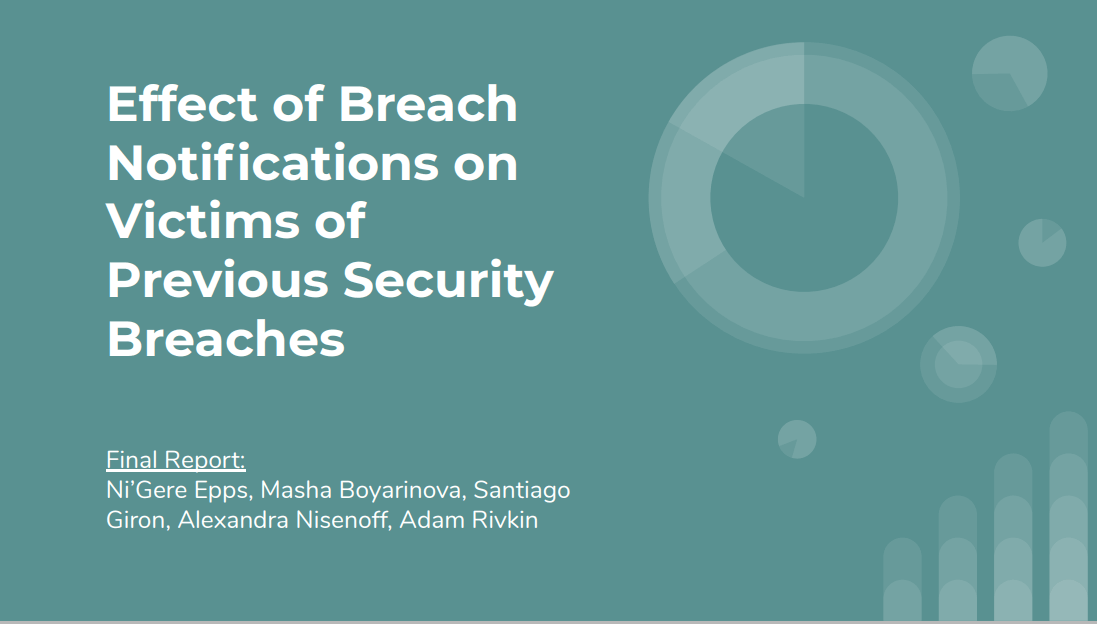 Effect of Breach
Notifications on
Victims of
Previous Security
Breaches
Final Report:
Ni’Gere Epps, Masha Boyarinova, Santiago
Giron, Alexandra Nisenoff, Adam Rivkin